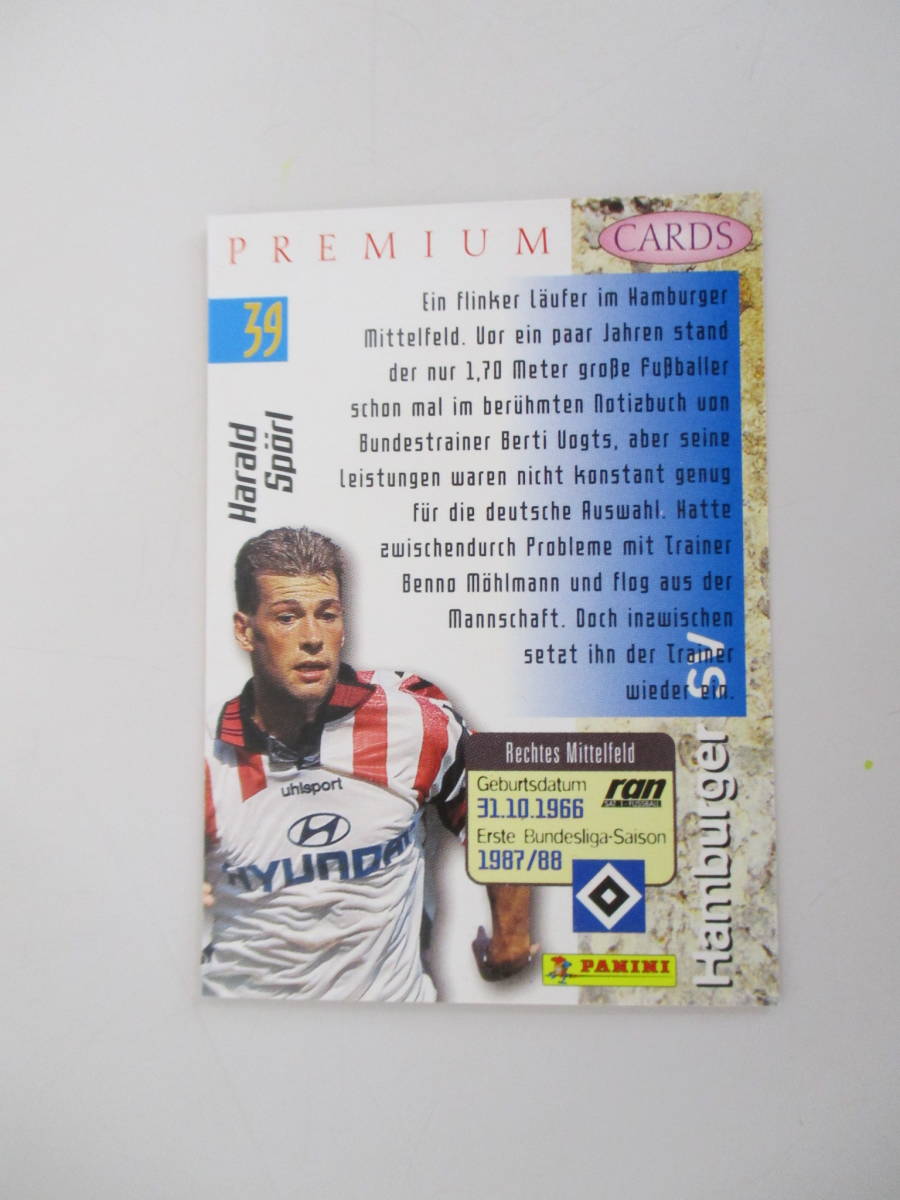 PREMIUM CARDS
39
Harald
Spörl
Ein flinker Läufer im Hamburger
Mittelfeld. Vor ein paar Jahren stand
der nur 1,70 Meter große Fußballer
schon mal im berühmten Notizbuch von
Bundestrainer Berti Vogts, aber seine
Leistungen waren nicht konstant genug
für die deutsche Auswahl. Hatte
zwischendurch Probleme mit Trainer
Benno Möhlmann und flog aus der
Mannschaft. Doch inzwischen
setzt ihn der Trainer
wieder ein.
Hamburger SV
Rechtes Mittelfeld
Geburtsdatum
31.10.1966
Erste Bundesliga-Saison
1987/88
ran
SAT 1 - FUSSBALL
uhlsport
HYUNDAI
PANINI